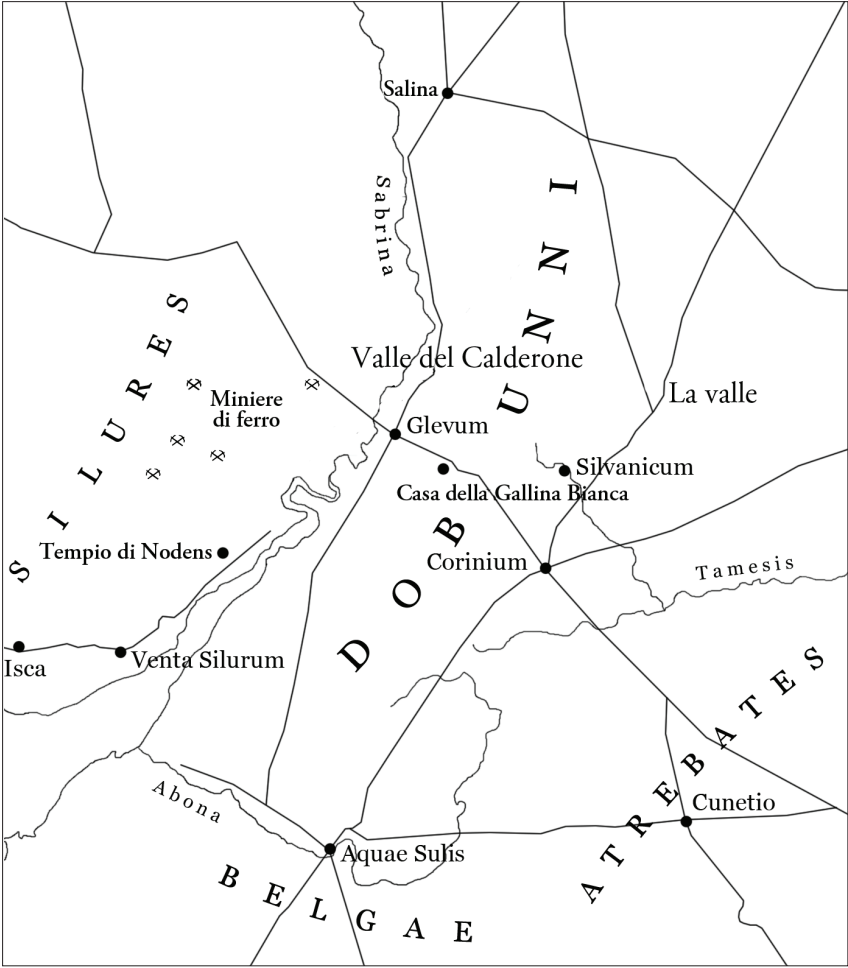 Salina
Sabrina
DOBUNNI
SILURES
Valle del Calderone
Miniere
di ferro
La valle
Glevum
Silvanicum
Casa della Gallina Bianca
Tempio di Nodens
Corinium
Tamesis
Isca
Venta Silurum
ATREBATES
Abona
Cunetio
Aquae Sulis
BELGAE